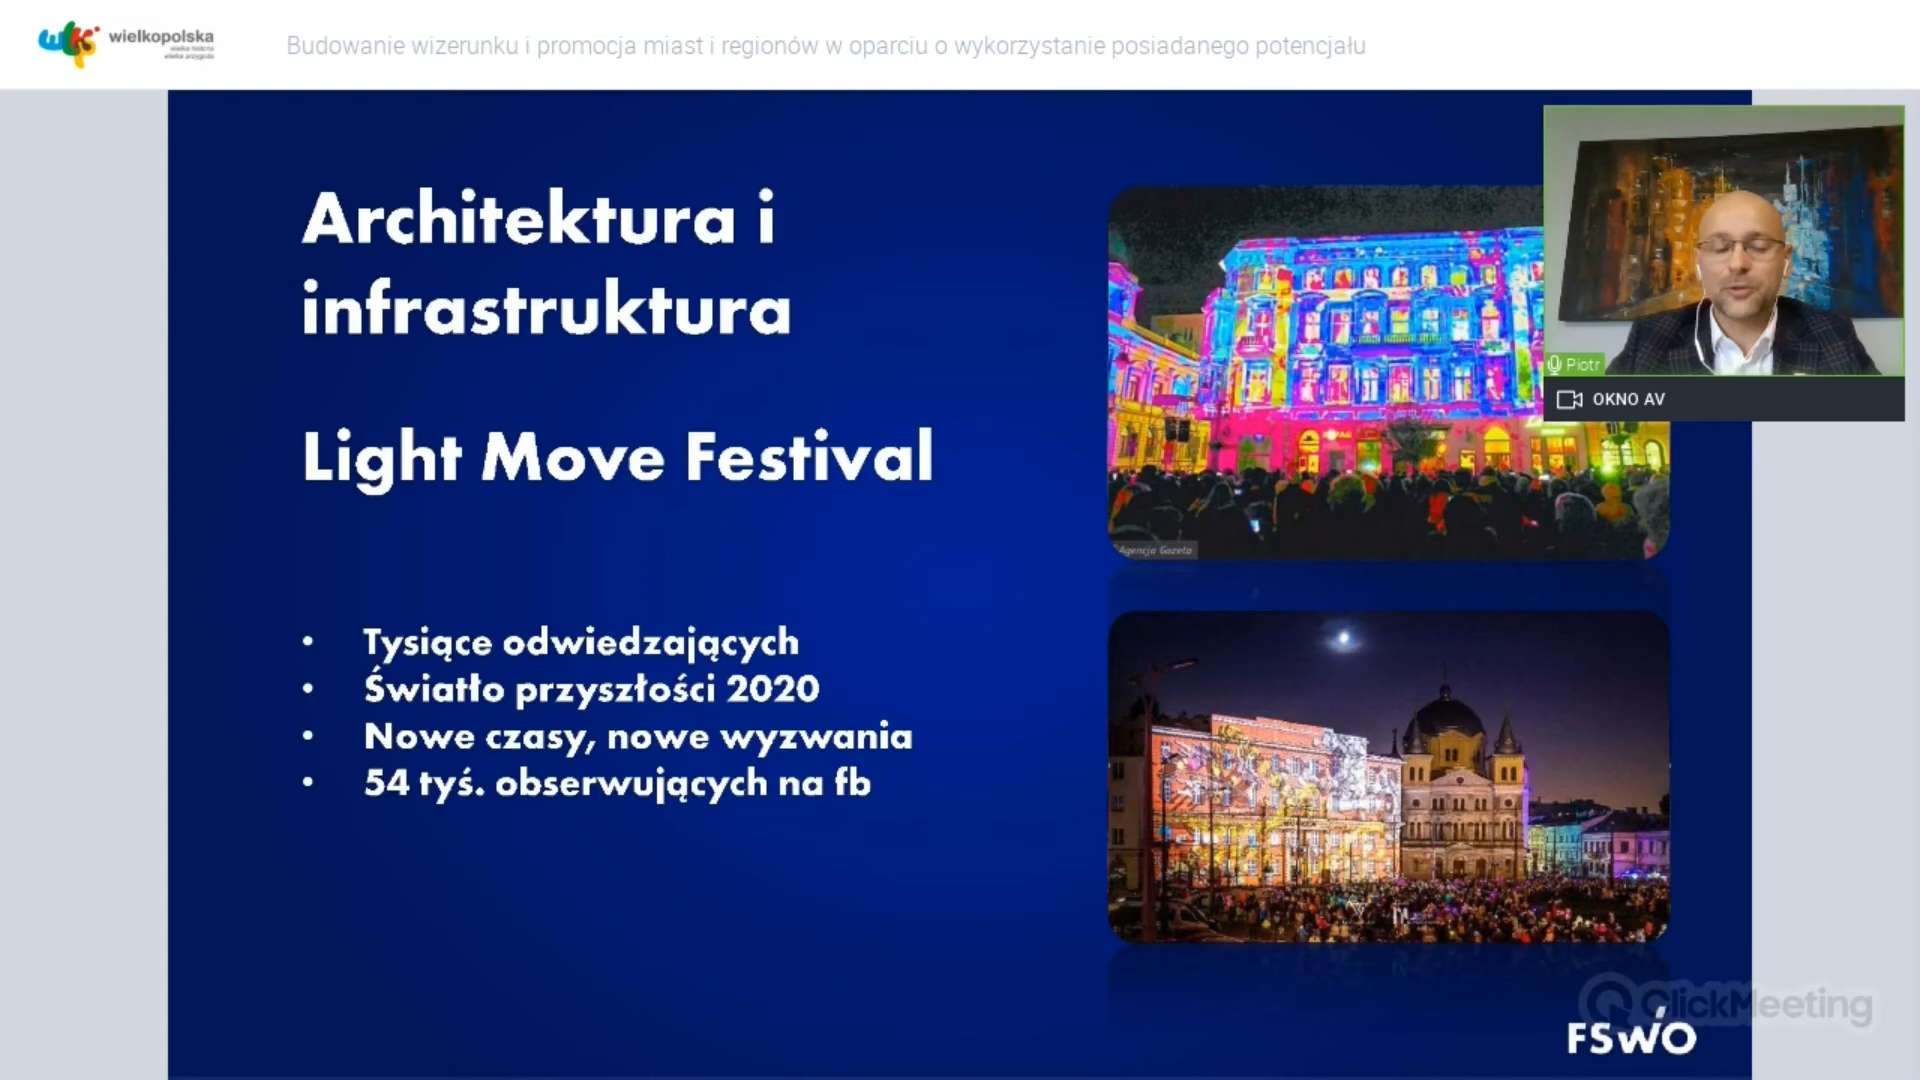 wielkopolska
wielka historia
wielka przygoda
Budowanie wizerunku i promocja miast i regionów w oparciu o wykorzystanie posiadanego potencjału
Architektura i
infrastruktura
Light Move Festival
• Tysiące odwiedzających
• Światło przyszłości 2020
• Nowe czasy, nowe wyzwania
• 54 tyś. obserwujących na fb
Agencja Gazeta
Piotr
OKNO AV
ClickMeeting
FSWO